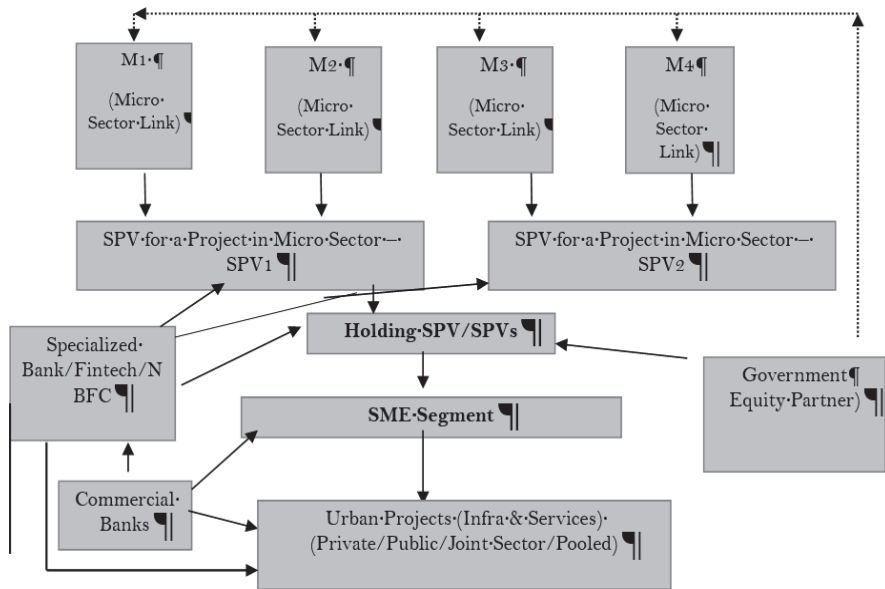 M1·¶
(Micro·
Sector·Link)¶
M2·¶
(Micro·
Sector·Link)¶
M3·¶
(Micro·
Sector·Link)¶
M4¶
(Micro·
Sector·
Link)¶
SPV·for·a·Project·in·Micro·Sector·–·
SPV1¶
SPV·for·a·Project·in·Micro·Sector·–·
SPV2¶
Holding·SPV/SPVs¶
Specialized·
Bank/Fintech/N
BFC¶
Government¶
Equity·Partner)¶
SME·Segment¶
Commercial·
Banks¶
Urban·Projects·(Infra·&·Services)·
(Private/Public/Joint·Sector/Pooled)¶